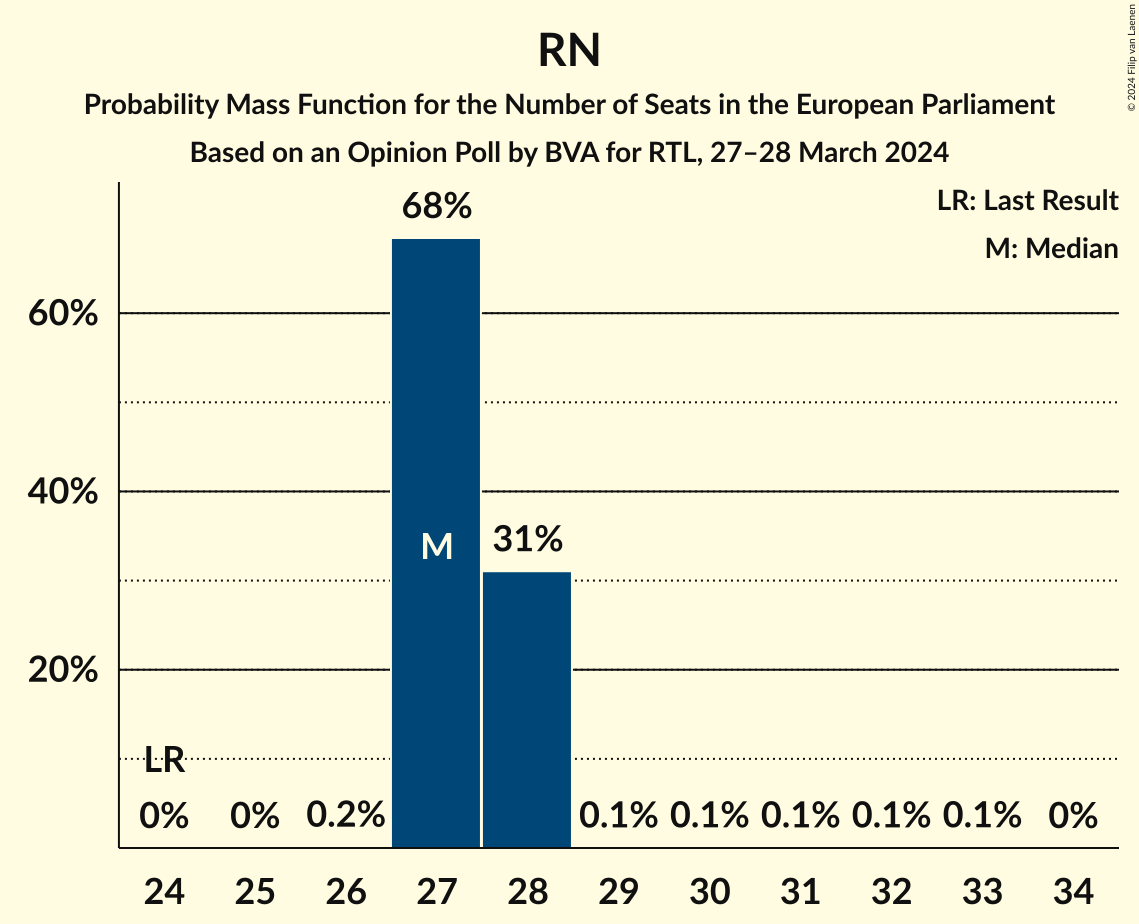 RN
Probability Mass Function for the Number of Seats in the European Parliament
Based on an Opinion Poll by BVA for RTL, 27–28 March 2024
© 2024 Filip van Laenen
LR: Last Result
M: Median
68%
60%
40%
31%
M
20%
LR
0% 0% 0.2% 0.1% 0.1% 0.1% 0.1% 0.1% 0%
24 25 26 27 28 29 30 31 32 33 34